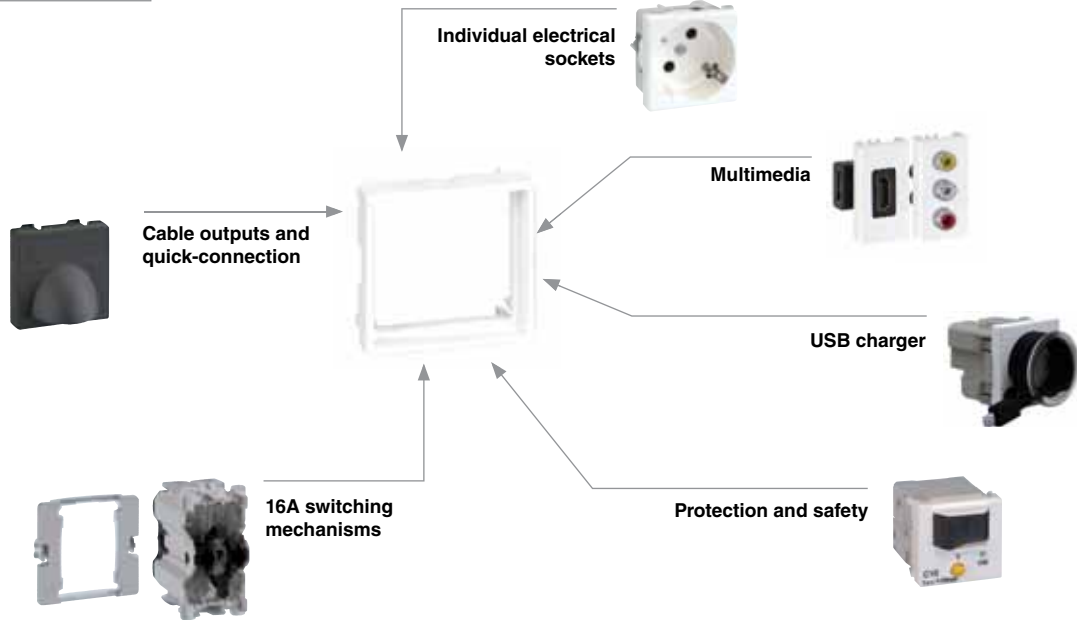 Individual electrical
sockets
Multimedia
Cable outputs and
quick-connection
USB charger
16A switching
mechanisms
Protection and safety